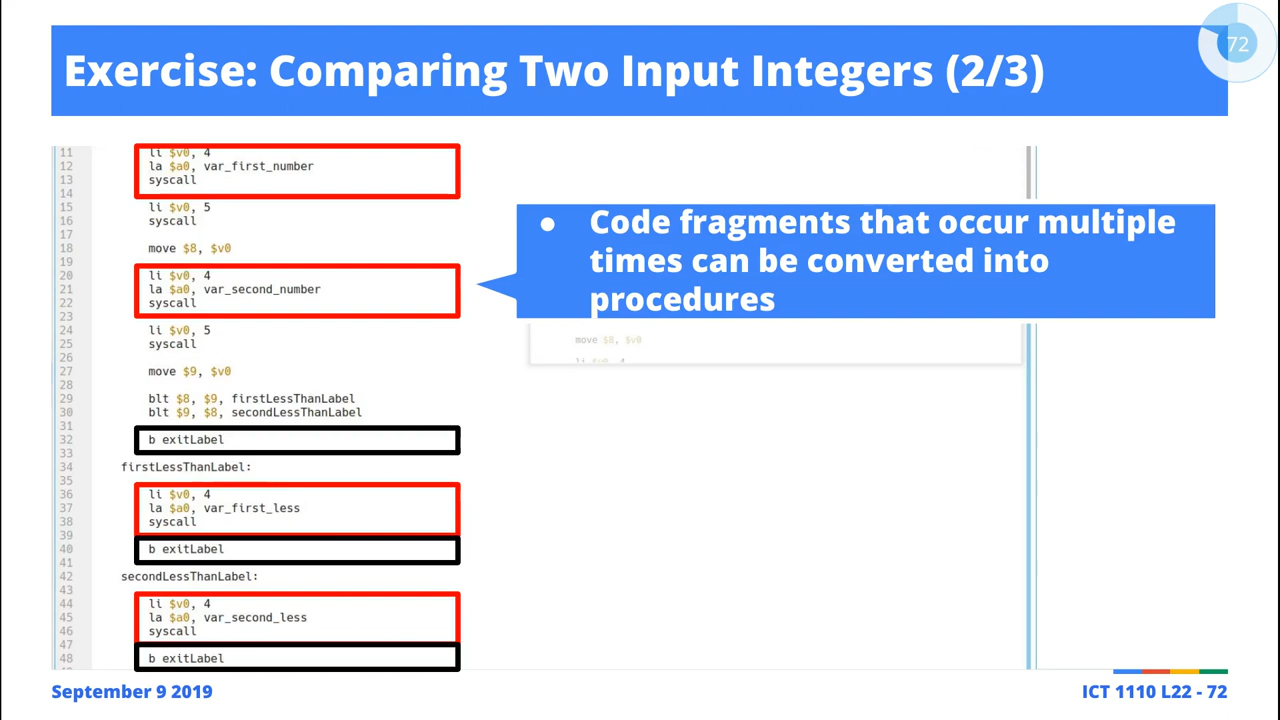 72
Exercise: Comparing Two Input Integers (2/3)
11 li $v0, 4
12 la $a0, var_first_number
13 syscall
14
15 li $v0, 5
16 syscall
17
18 move $8, $v0
19
20 li $v0, 4
21 la $a0, var_second_number
22 syscall
23
24 li $v0, 5
25 syscall
26
27 move $9, $v0
28
29 blt $8, $9, firstLessThanLabel
30 blt $9, $8, secondLessThanLabel
31
32 b exitLabel
33
34 firstLessThanLabel:
35
36 li $v0, 4
37 la $a0, var_first_less
38 syscall
39
40 b exitLabel
41
42 secondLessThanLabel:
43
44 li $v0, 4
45 la $a0, var_second_less
46 syscall
47
48 b exitLabel
● Code fragments that occur multiple
times can be converted into
procedures
move $8, $v0
September 9 2019
ICT 1110 L22 - 72